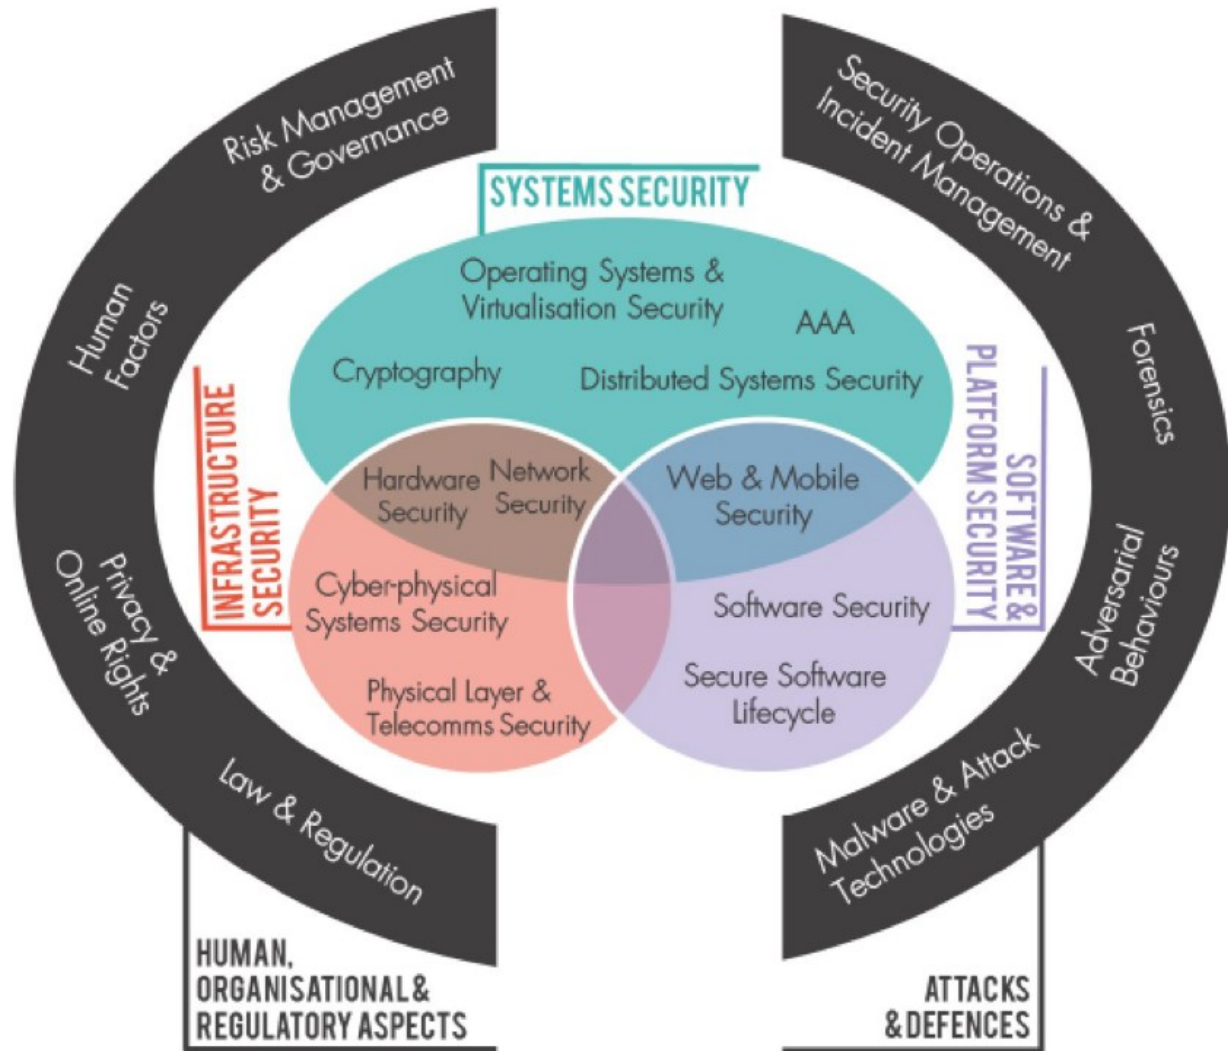 Risk Management
& Governance
Human
Factors
Privacy &
Online Rights
Law & Regulation
HUMAN,
ORGANISATIONAL &
REGULATORY ASPECTS
SYSTEMS SECURITY
Operating Systems &
Virtualisation Security
AAA
Cryptography
Distributed Systems Security
INFRASTRUCTURE
SECURITY
Hardware
Security
Network
Security
Web & Mobile
Security
Cyber-physical
Systems Security
Physical Layer &
Telecomms Security
Software Security
Secure Software
Lifecycle
SOFTWARE &
PLATFORM SECURITY
Security Operations &
Incident Management
Forensics
Adversarial
Behaviours
Malware & Attack
Technologies
ATTACKS
& DEFENCES